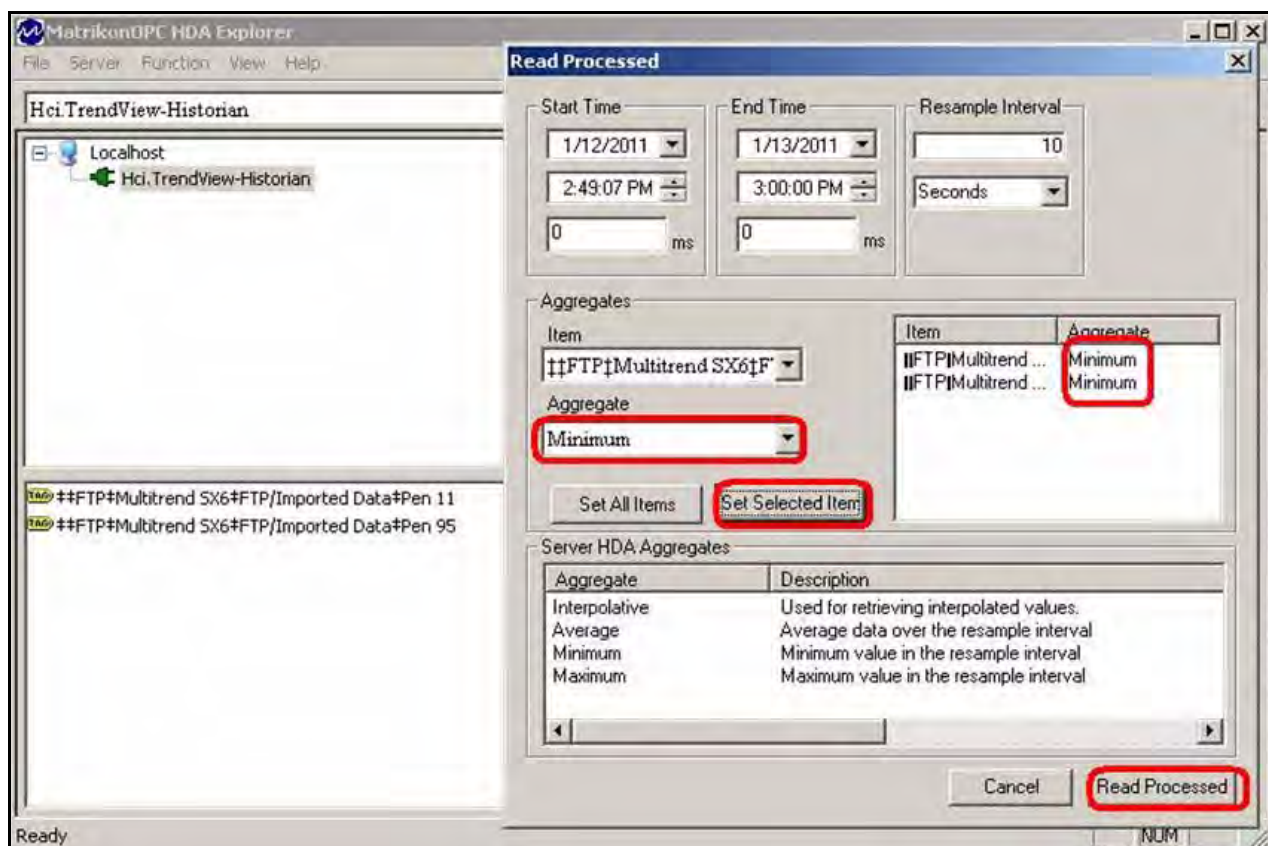 MatrikonOPC HDA Explorer
File Server Function View Help
Hci.TrendView-Historian
Localhost
Hci.TrendView-Historian
TAG ‡‡FTP‡Multitrend SX6‡FTP/Imported Data‡Pen 11
TAG ‡‡FTP‡Multitrend SX6‡FTP/Imported Data‡Pen 95
Ready
NUM
Read Processed
Start Time
1/12/2011
2:49:07 PM
0 ms
End Time
1/13/2011
3:00:00 PM
0 ms
Resample Interval
10
Seconds
Aggregates
Item
‡‡FTP‡Multitrend SX6‡F
Aggregate
Minimum
Set All Items
Set Selected Item
Item Aggregate
||FTP|Multitrend ... Minimum
||FTP|Multitrend ... Minimum
Server HDA Aggregates
Aggregate Description
Interpolative Used for retrieving interpolated values.
Average Average data over the resample interval
Minimum Minimum value in the resample interval
Maximum Maximum value in the resample interval
Cancel
Read Processed